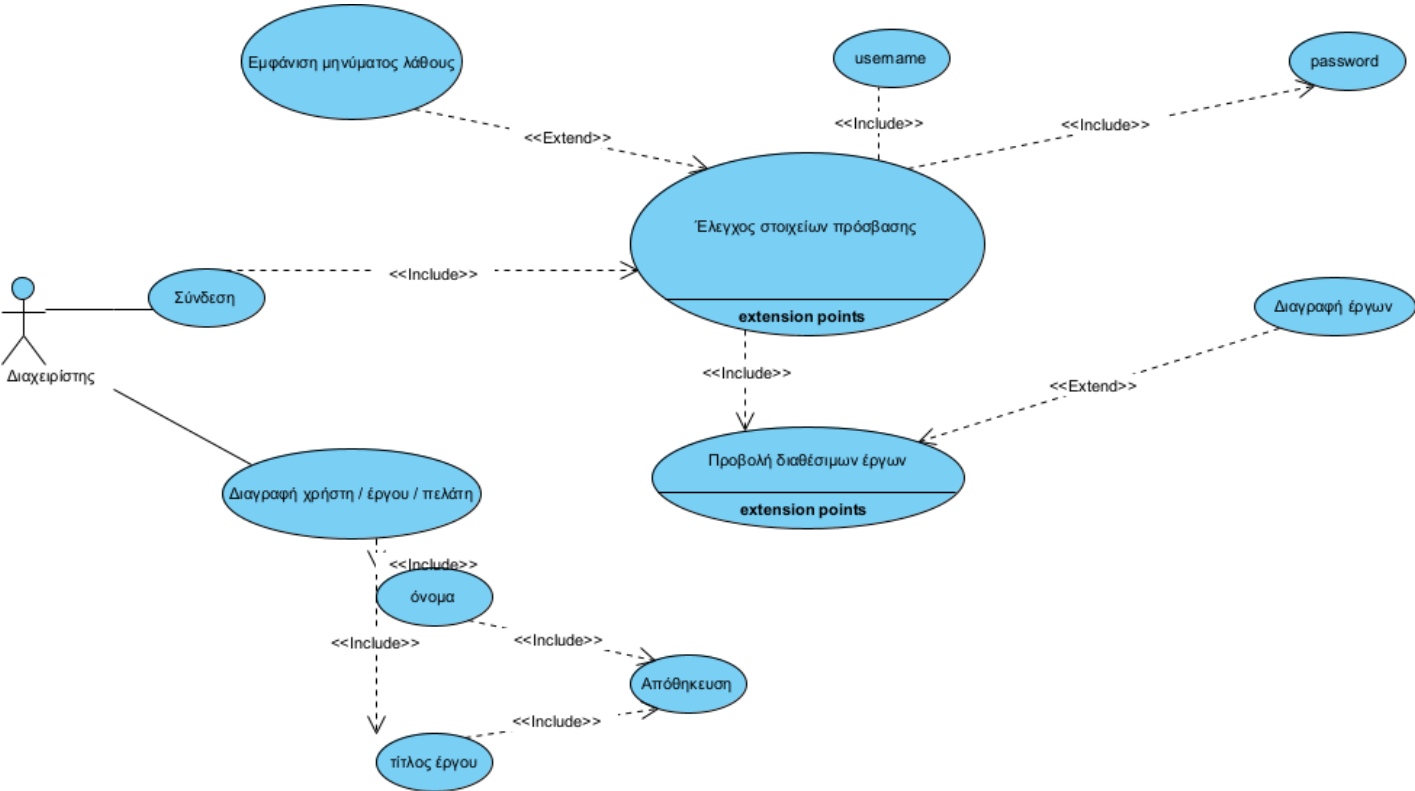 Εμφάνιση μηνύματος λάθους
username
password
<<Include>>
<<Include>>
<<Extend>>
Έλεγχος στοιχείων πρόσβασης
<<Include>>
Σύνδεση
extension points
Διαγραφή έργων
Διαχειρίστης
<<Include>>
<<Extend>>
Προβολή διαθέσιμων έργων
Διαγραφή χρήστη / έργου / πελάτη
extension points
<<Include>>
όνομα
<<Include>>
<<Include>>
Απόθηκευση
<<Include>>
τίτλος έργου